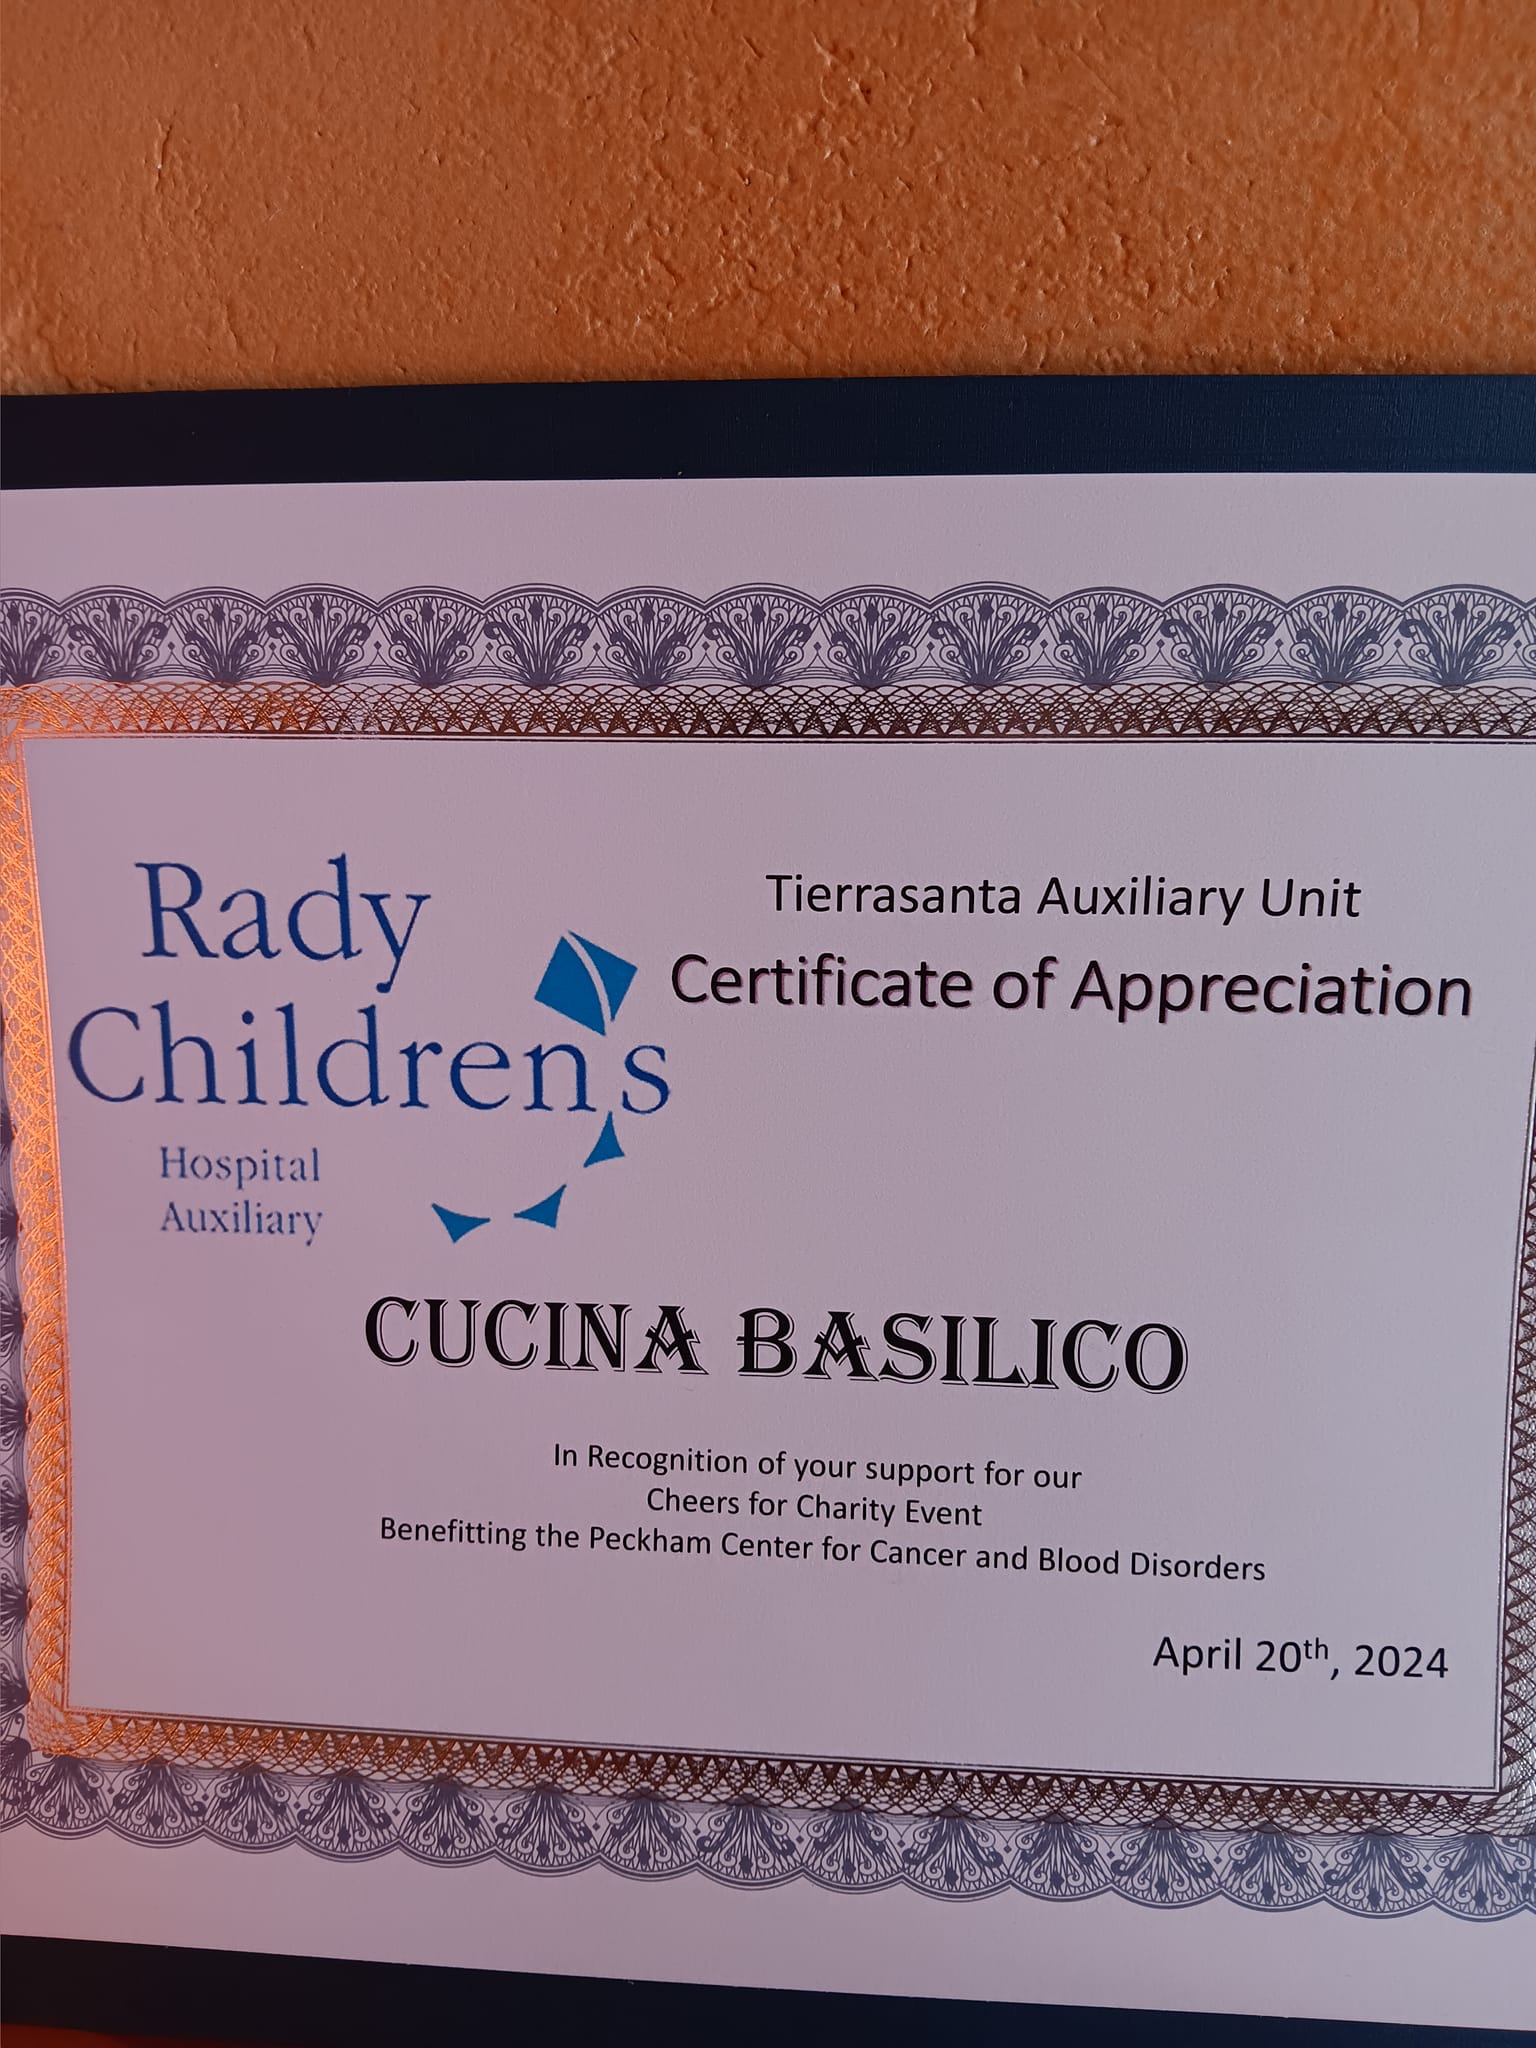 Rady
Children's
Hospital
Auxiliary
Tierrasanta Auxiliary Unit
Certificate of Appreciation
CUCINA BASILICO
In Recognition of your support for our
Cheers for Charity Event
Benefitting the Peckham Center for Cancer and Blood Disorders
April 20th, 2024